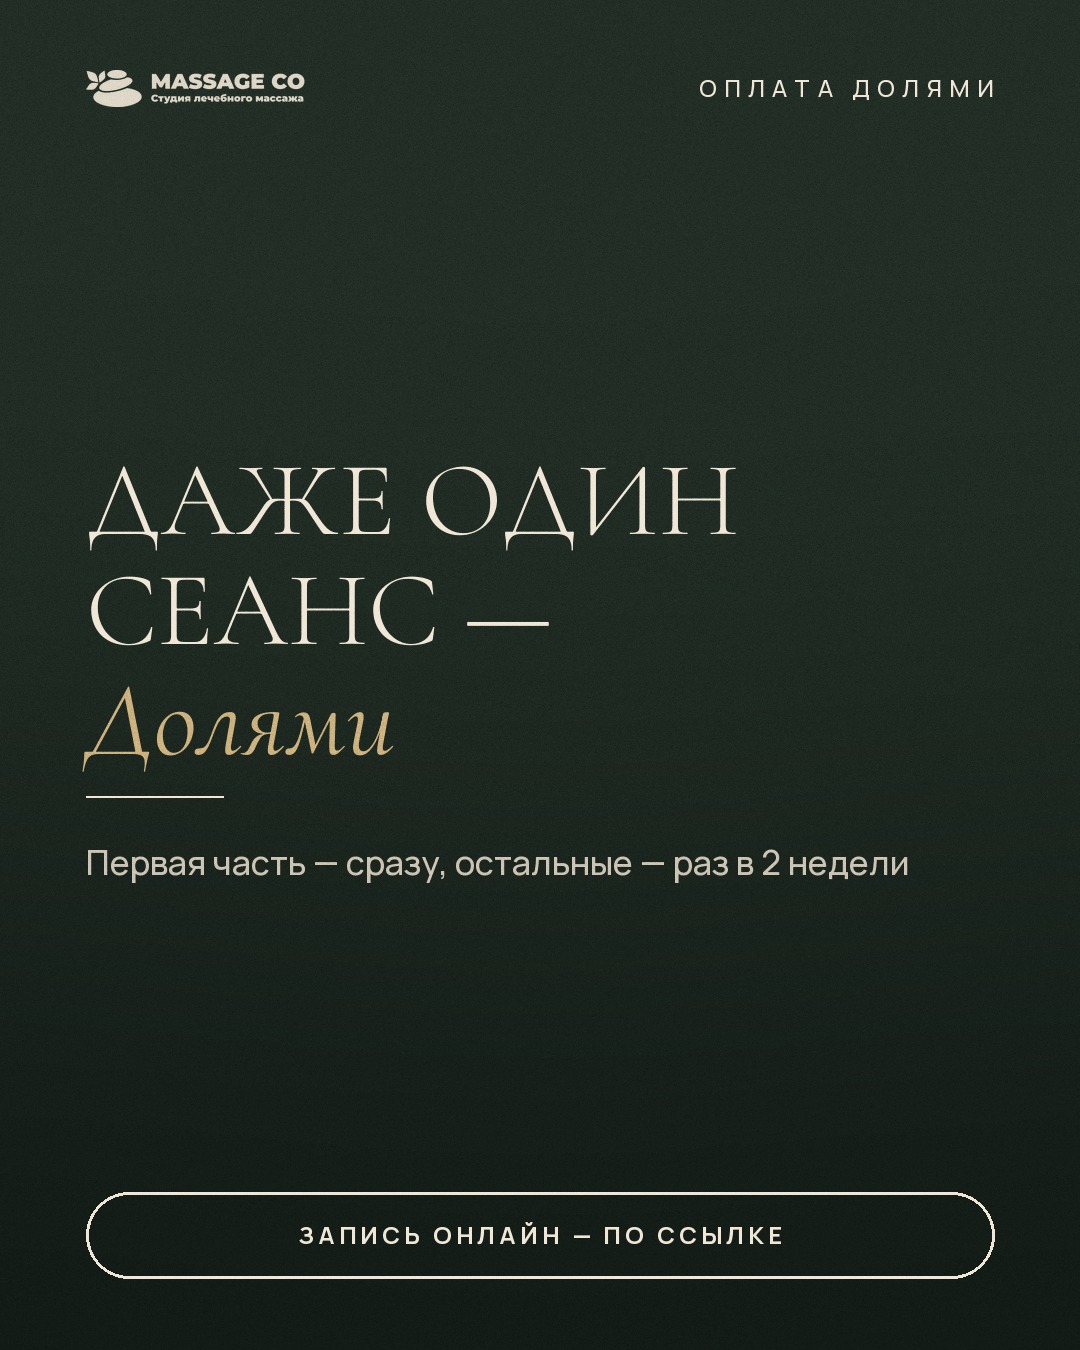 MASSAGE CO
Студия лечебного массажа
ОПЛАТА ДОЛЯМИ
ДАЖЕ ОДИН
СЕАНС —
Долями
Первая часть — сразу, остальные — раз в 2 недели
ЗАПИСЬ ОНЛАЙН — ПО ССЫЛКЕ